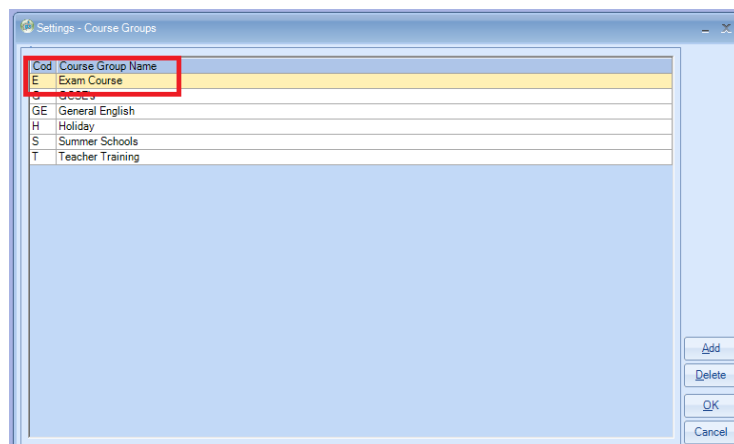 Settings - Course Groups
Cod Course Group Name
E Exam Course
G GCSE's
GE General English
H Holiday
S Summer Schools
T Teacher Training
Add
Delete
OK
Cancel